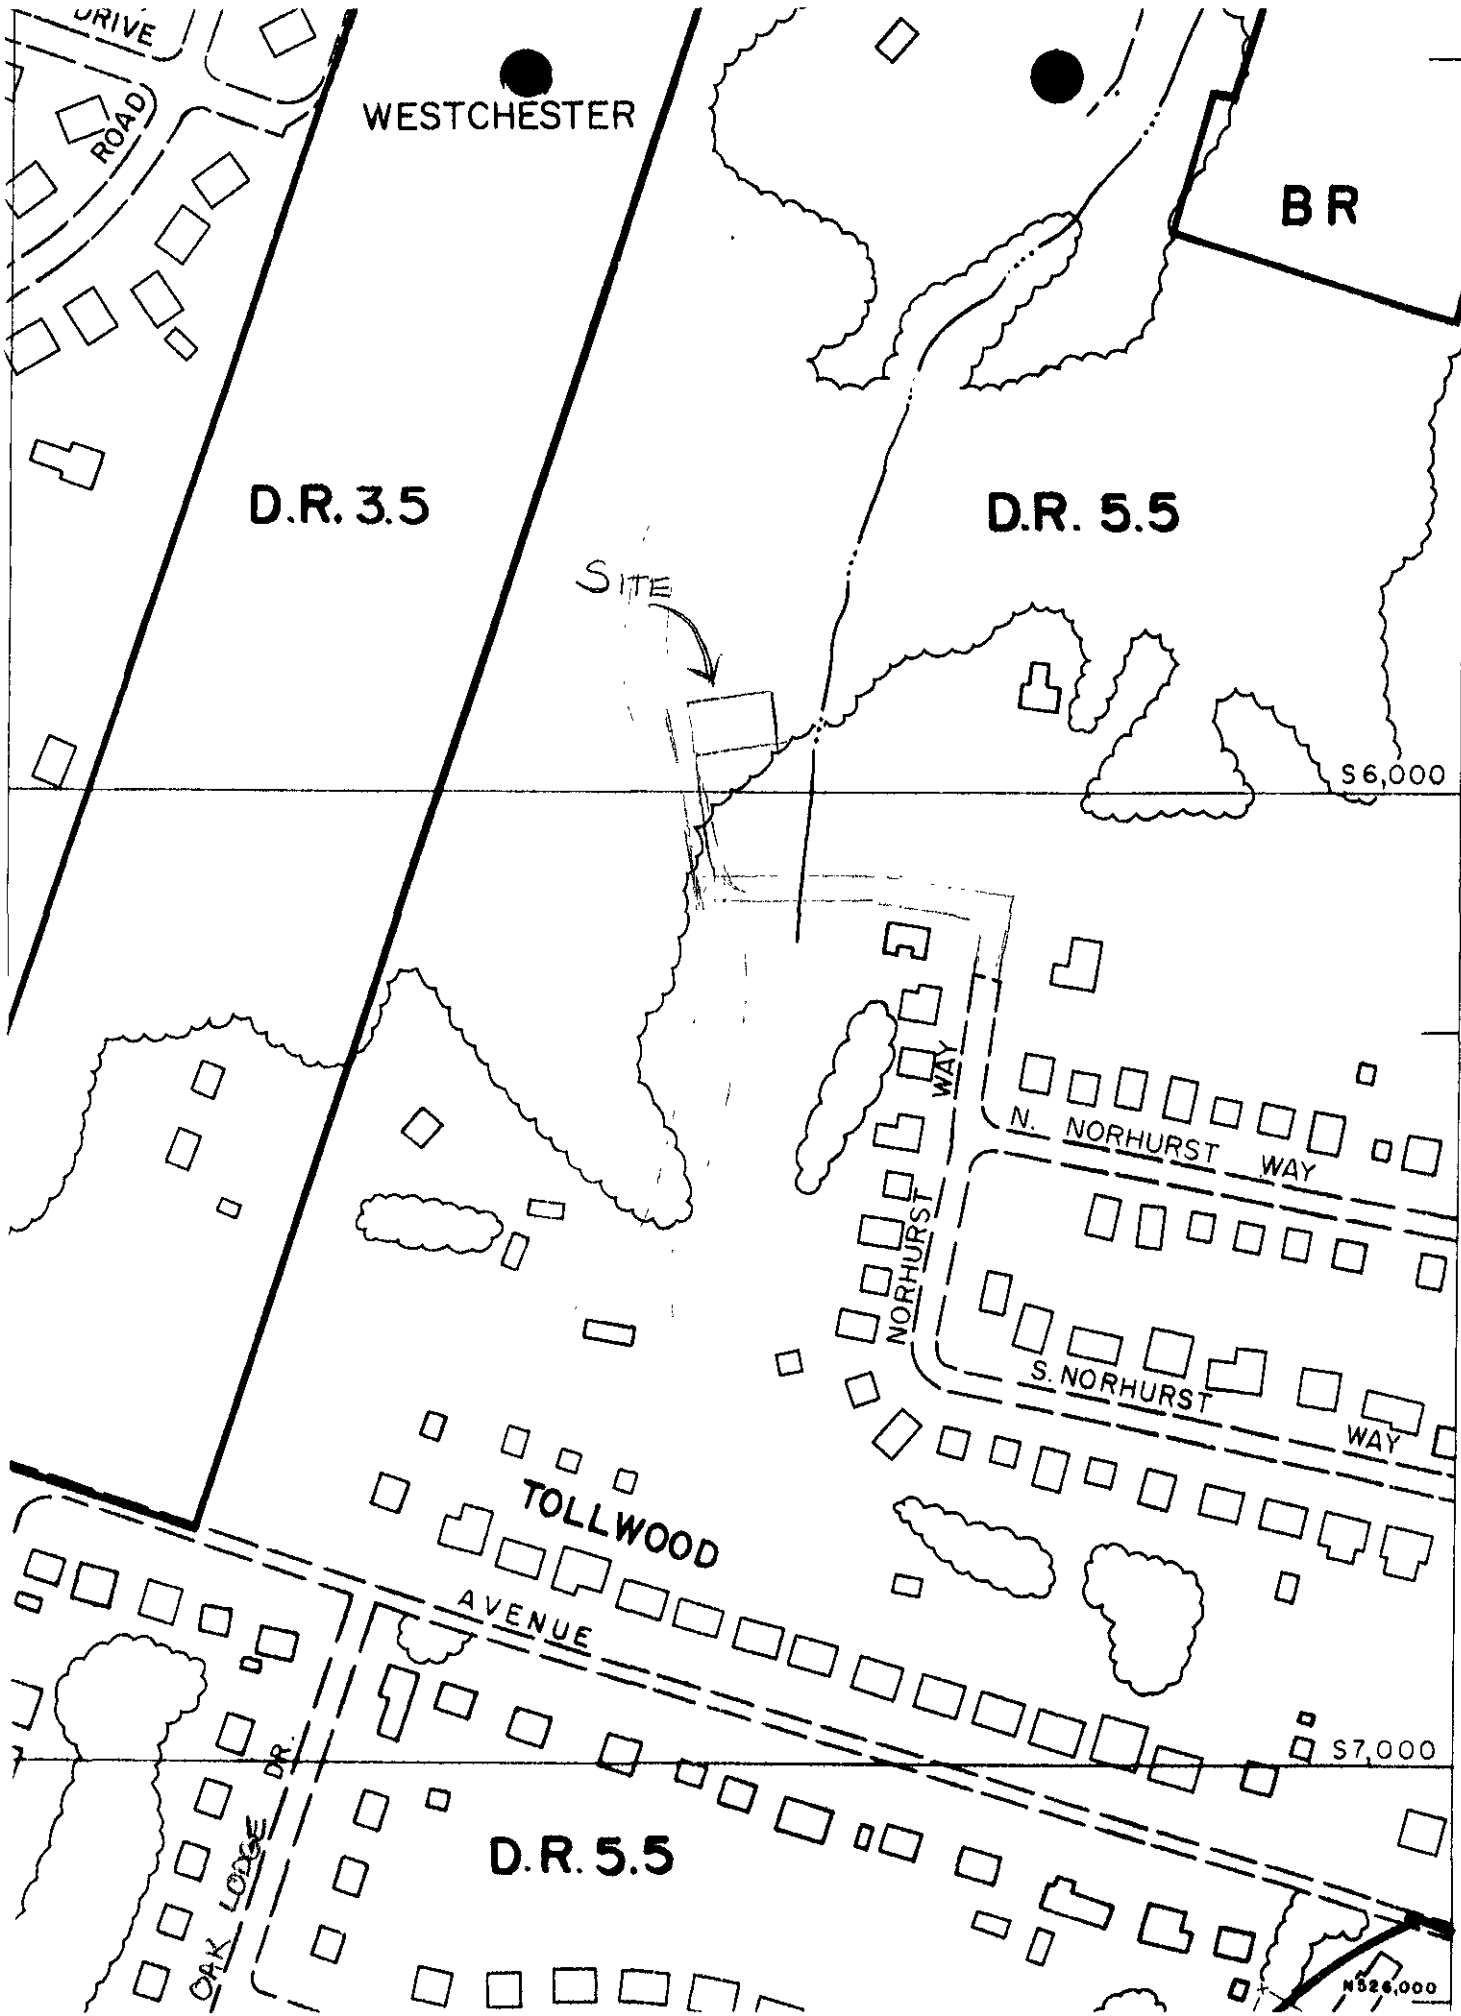 DRIVE
ROAD
WESTCHESTER
BR
D.R. 3.5
D.R. 5.5
SITE
S6,000
WAY
N. NORHURST WAY
NORHURST
S. NORHURST WAY
TOLLWOOD
AVENUE
S7,000
OAK LODGE DR.
D.R. 5.5
N526,000